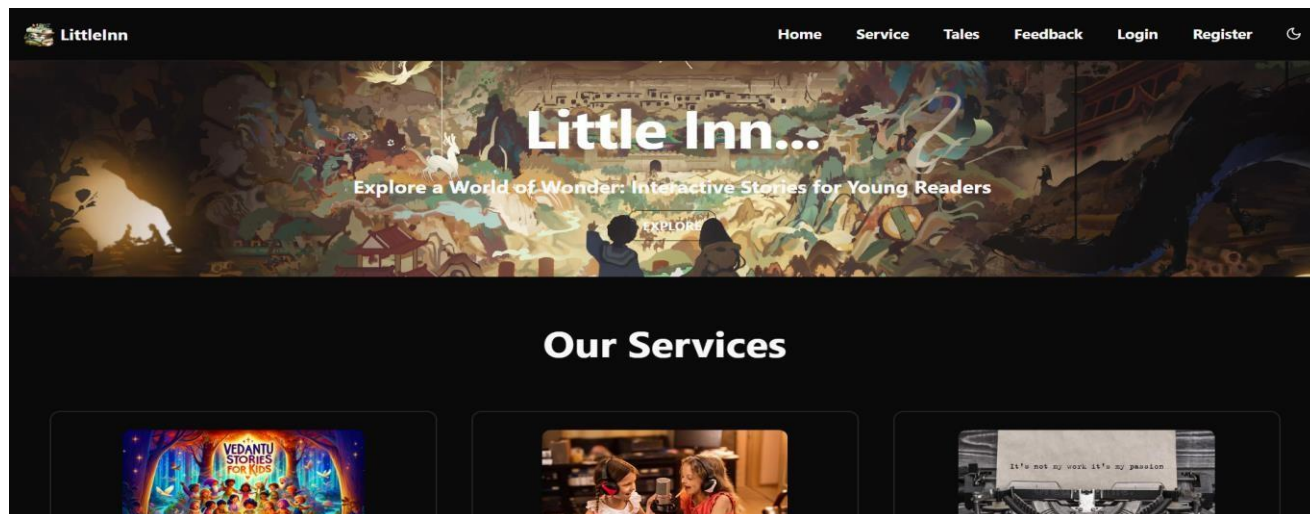 LittleInn
Home Service Tales Feedback Login Register
Little Inn...
Explore a World of Wonder: Interactive Stories for Young Readers
EXPLORE
Our Services
VEDANTU
STORIES
FOR KIDS
It's not my work it's my passion